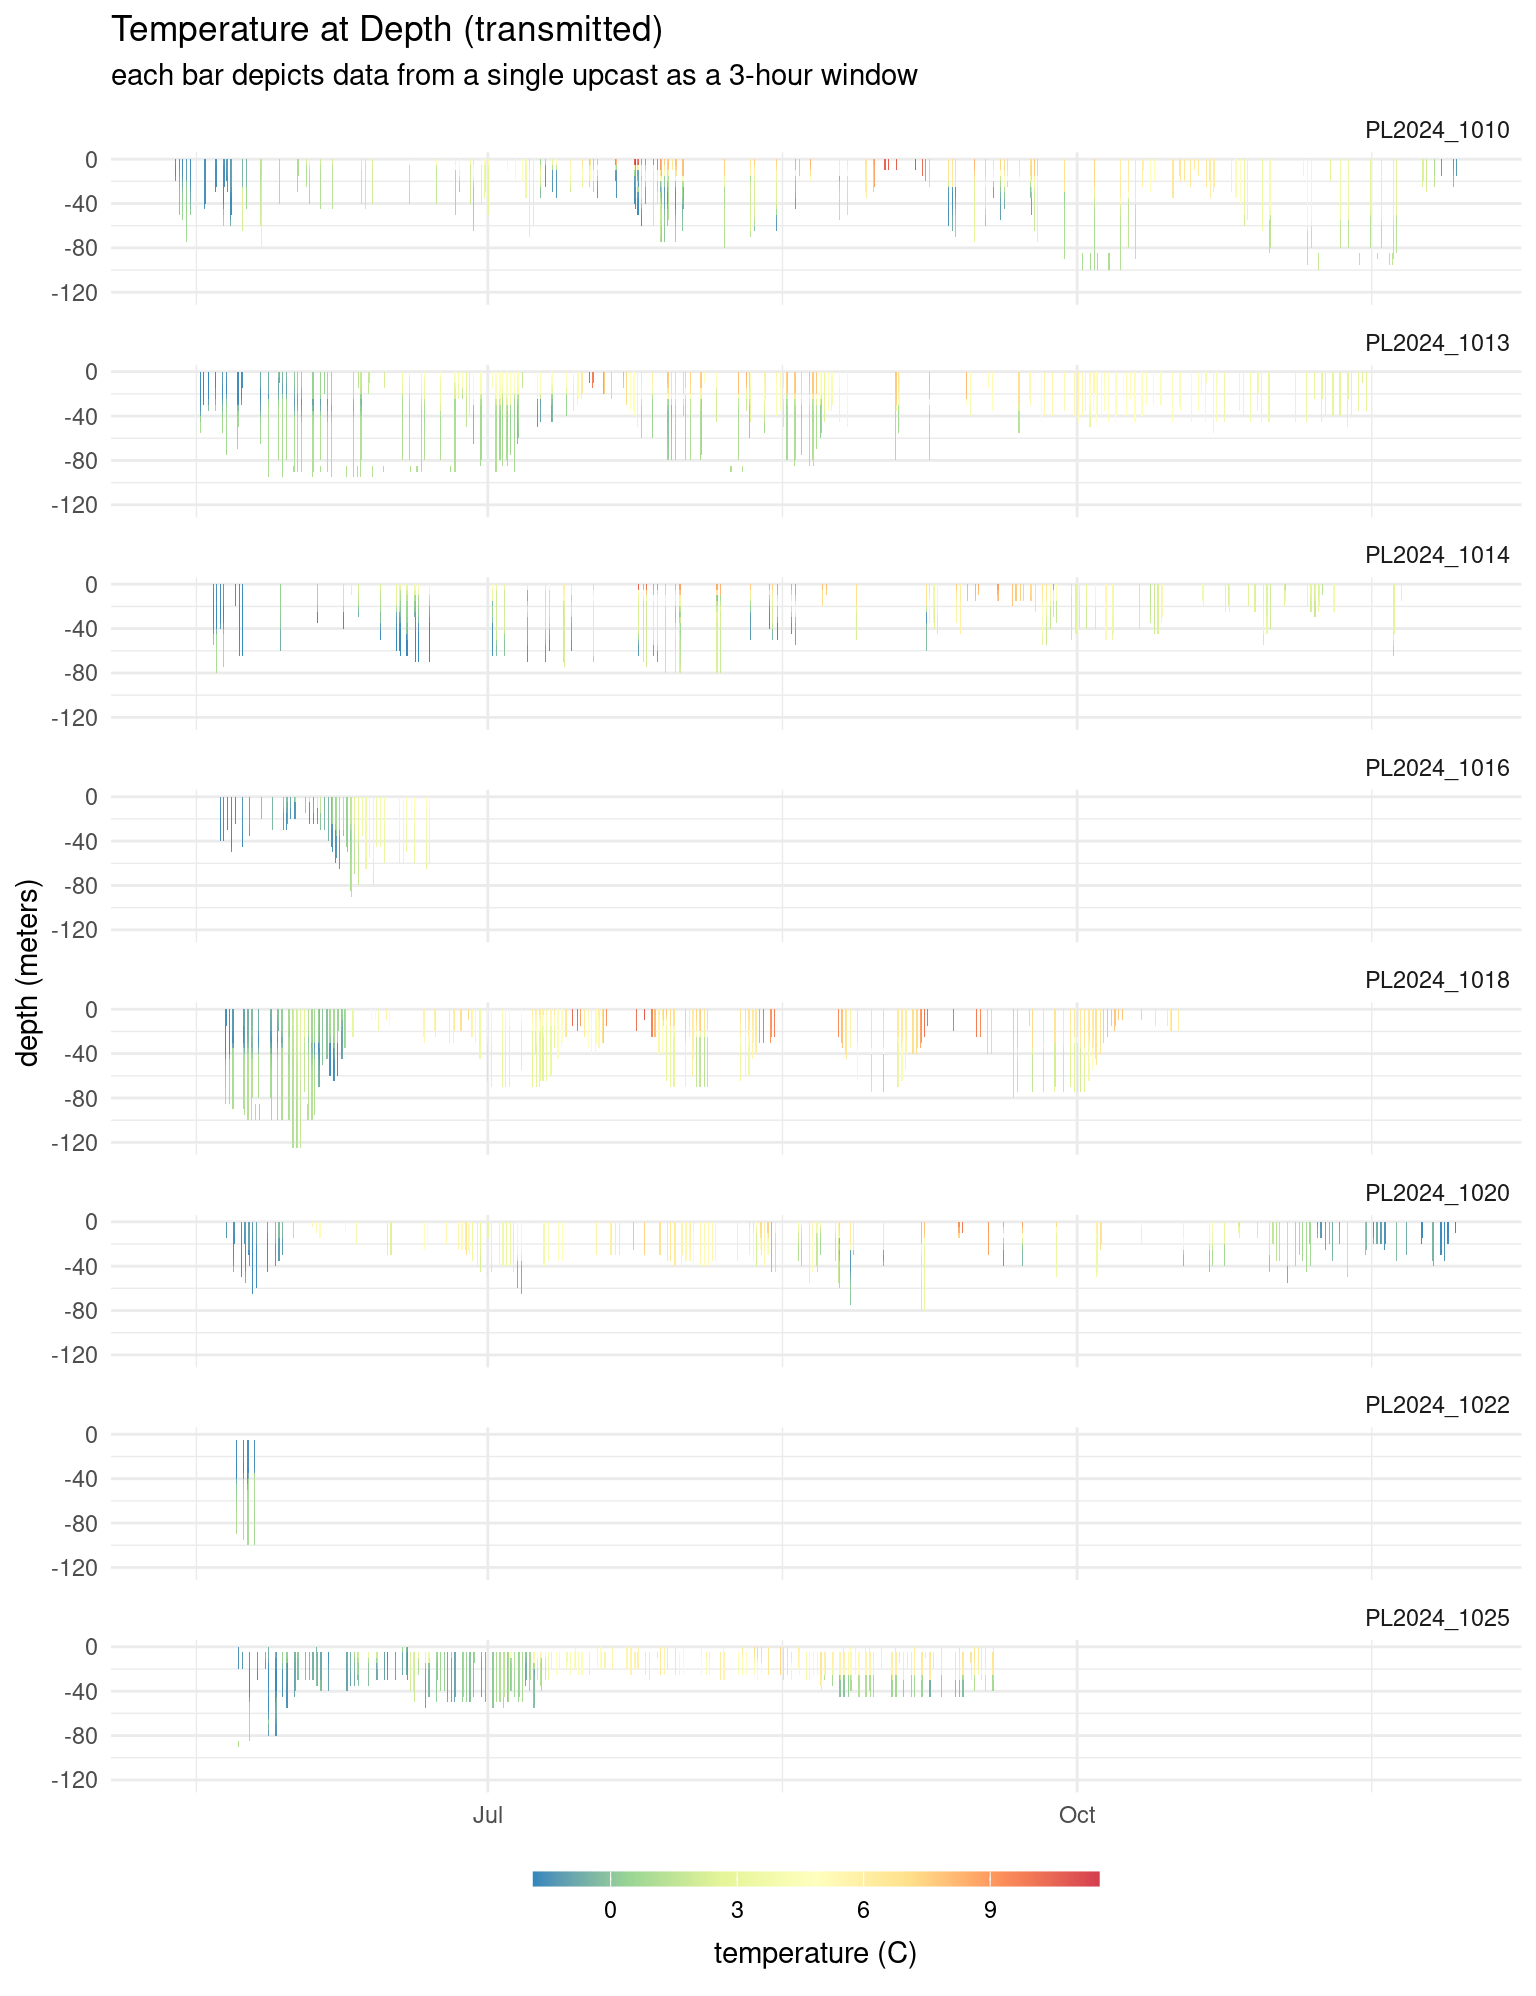 Temperature at Depth (transmitted)
each bar depicts data from a single upcast as a 3-hour window
PL2024_1010
0
-40
-80
-120
PL2024_1013
0
-40
-80
-120
PL2024_1014
0
-40
-80
-120
PL2024_1016
0
-40
-80
-120
depth (meters)
PL2024_1018
0
-40
-80
-120
PL2024_1020
0
-40
-80
-120
PL2024_1022
0
-40
-80
-120
PL2024_1025
0
-40
-80
-120
Jul Oct
0 3 6 9
temperature (C)